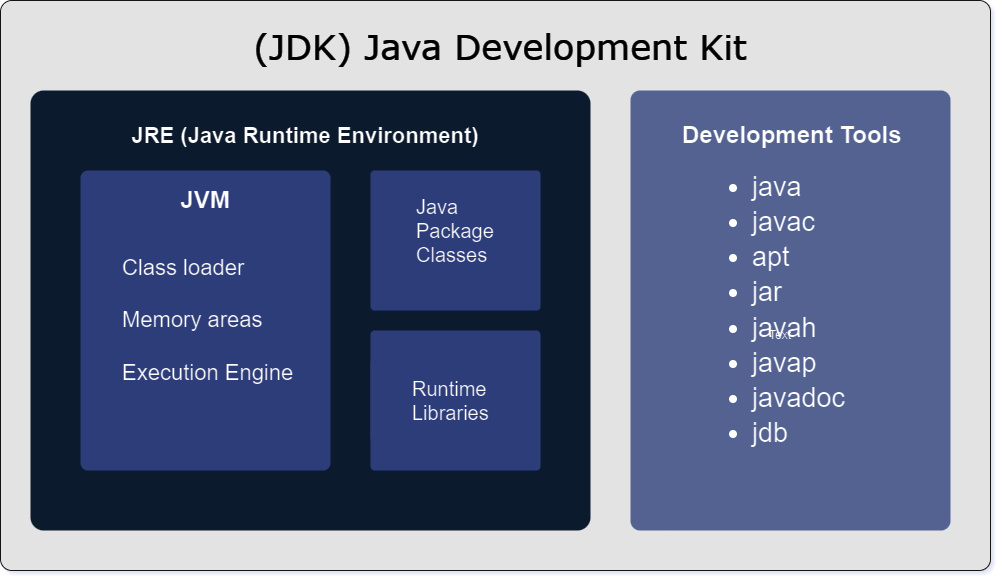 (JDK) Java Development Kit
JRE (Java Runtime Environment)
JVM
Class loader
Memory areas
Execution Engine
Java
Package
Classes
Runtime
Libraries
Development Tools
• java
• javac
• apt
• jar
• javah
Text
• javap
• javadoc
• jdb